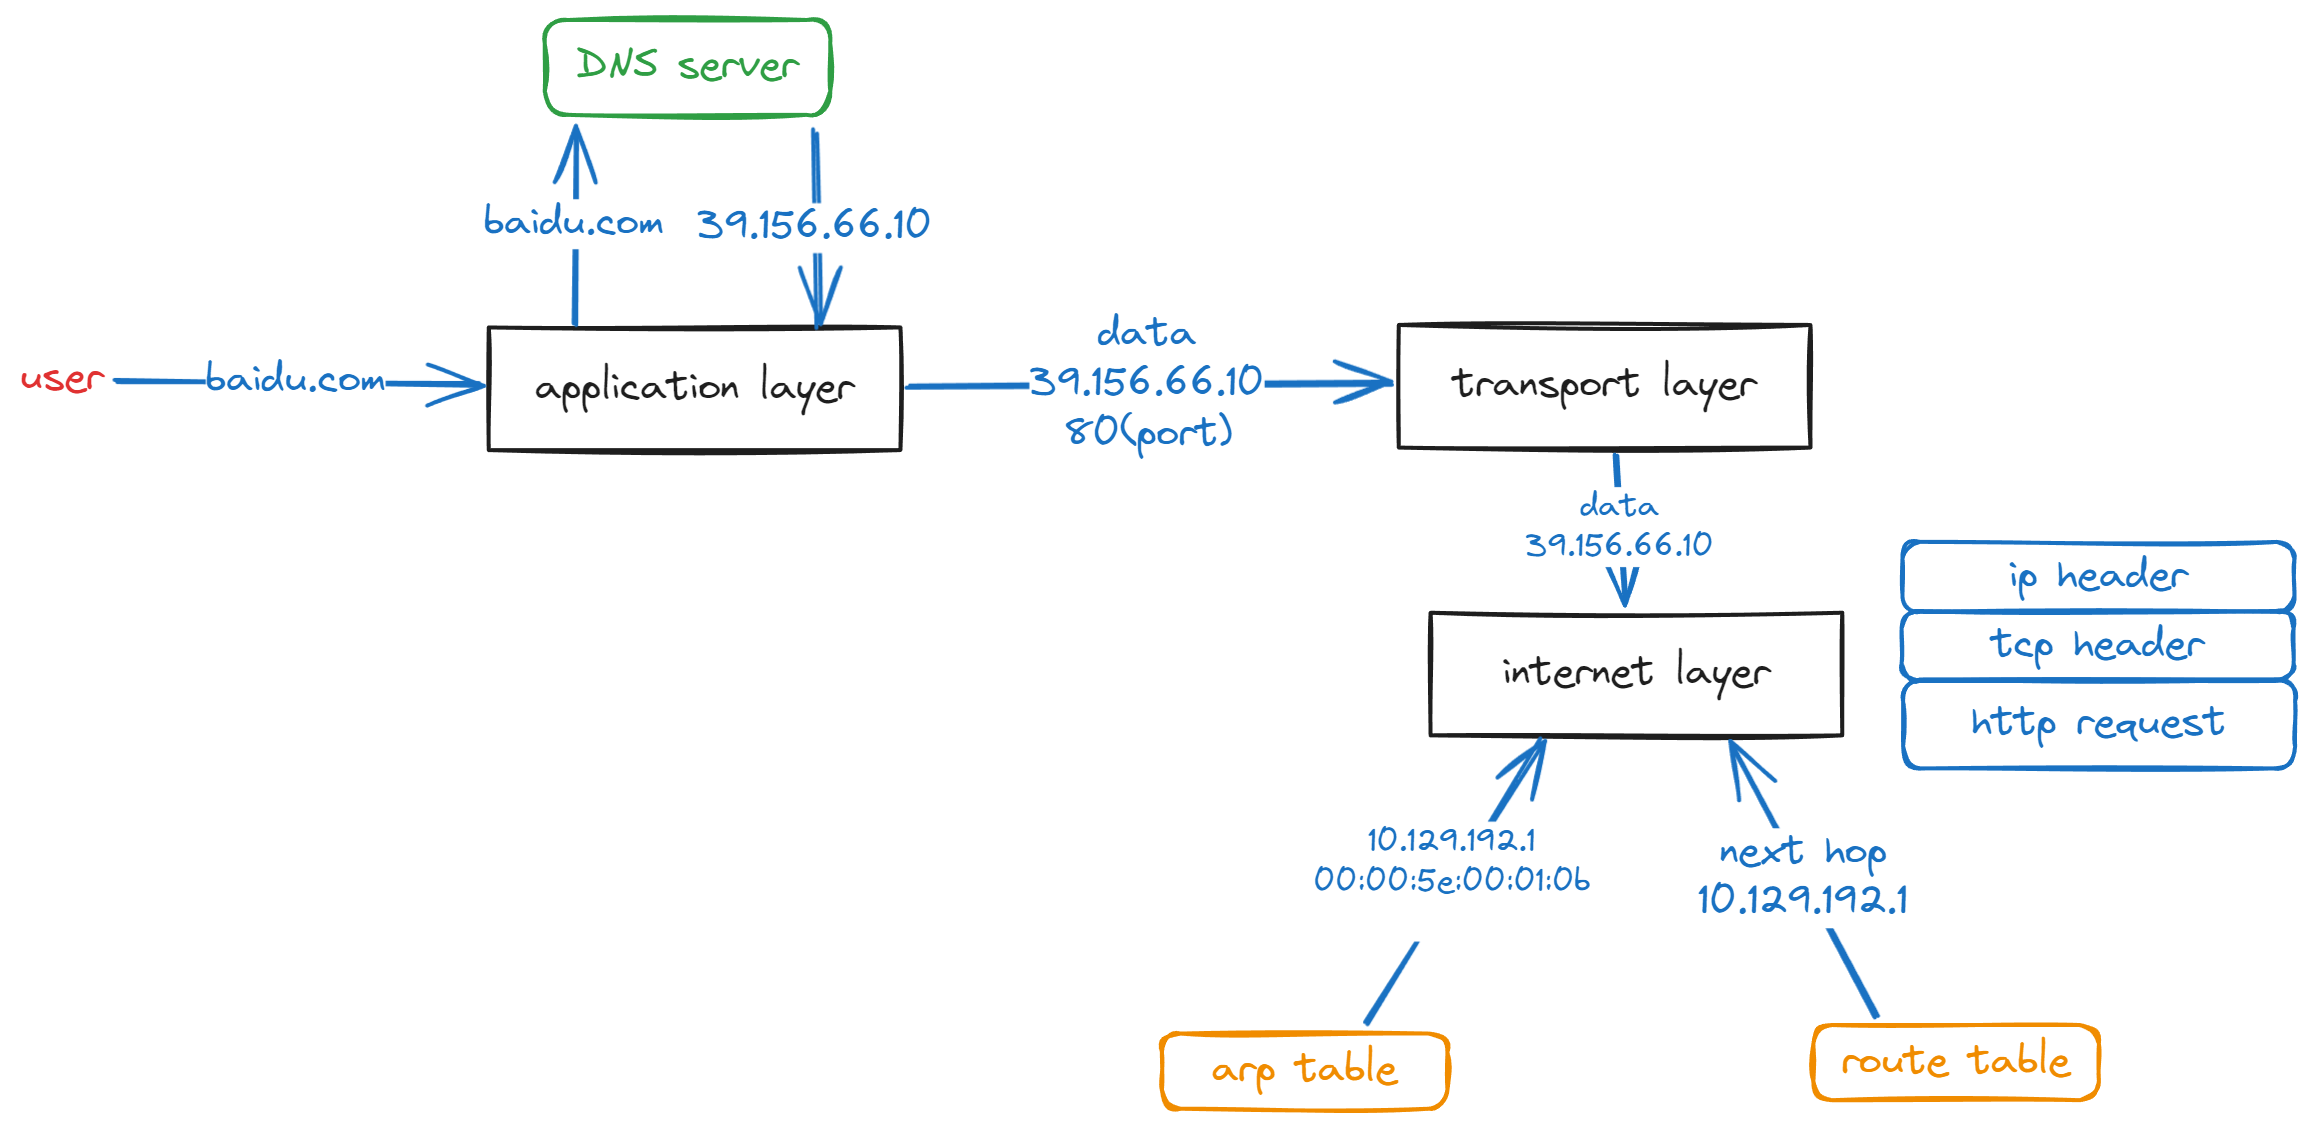 DNS server
baidu.com
39.156.66.10
user
baidu.com
application layer
data
39.156.66.10
80(port)
transport layer
data
39.156.66.10
internet layer
ip header
tcp header
http request
10.129.192.1
00:00:5e:00:01:0b
next hop
10.129.192.1
arp table
route table